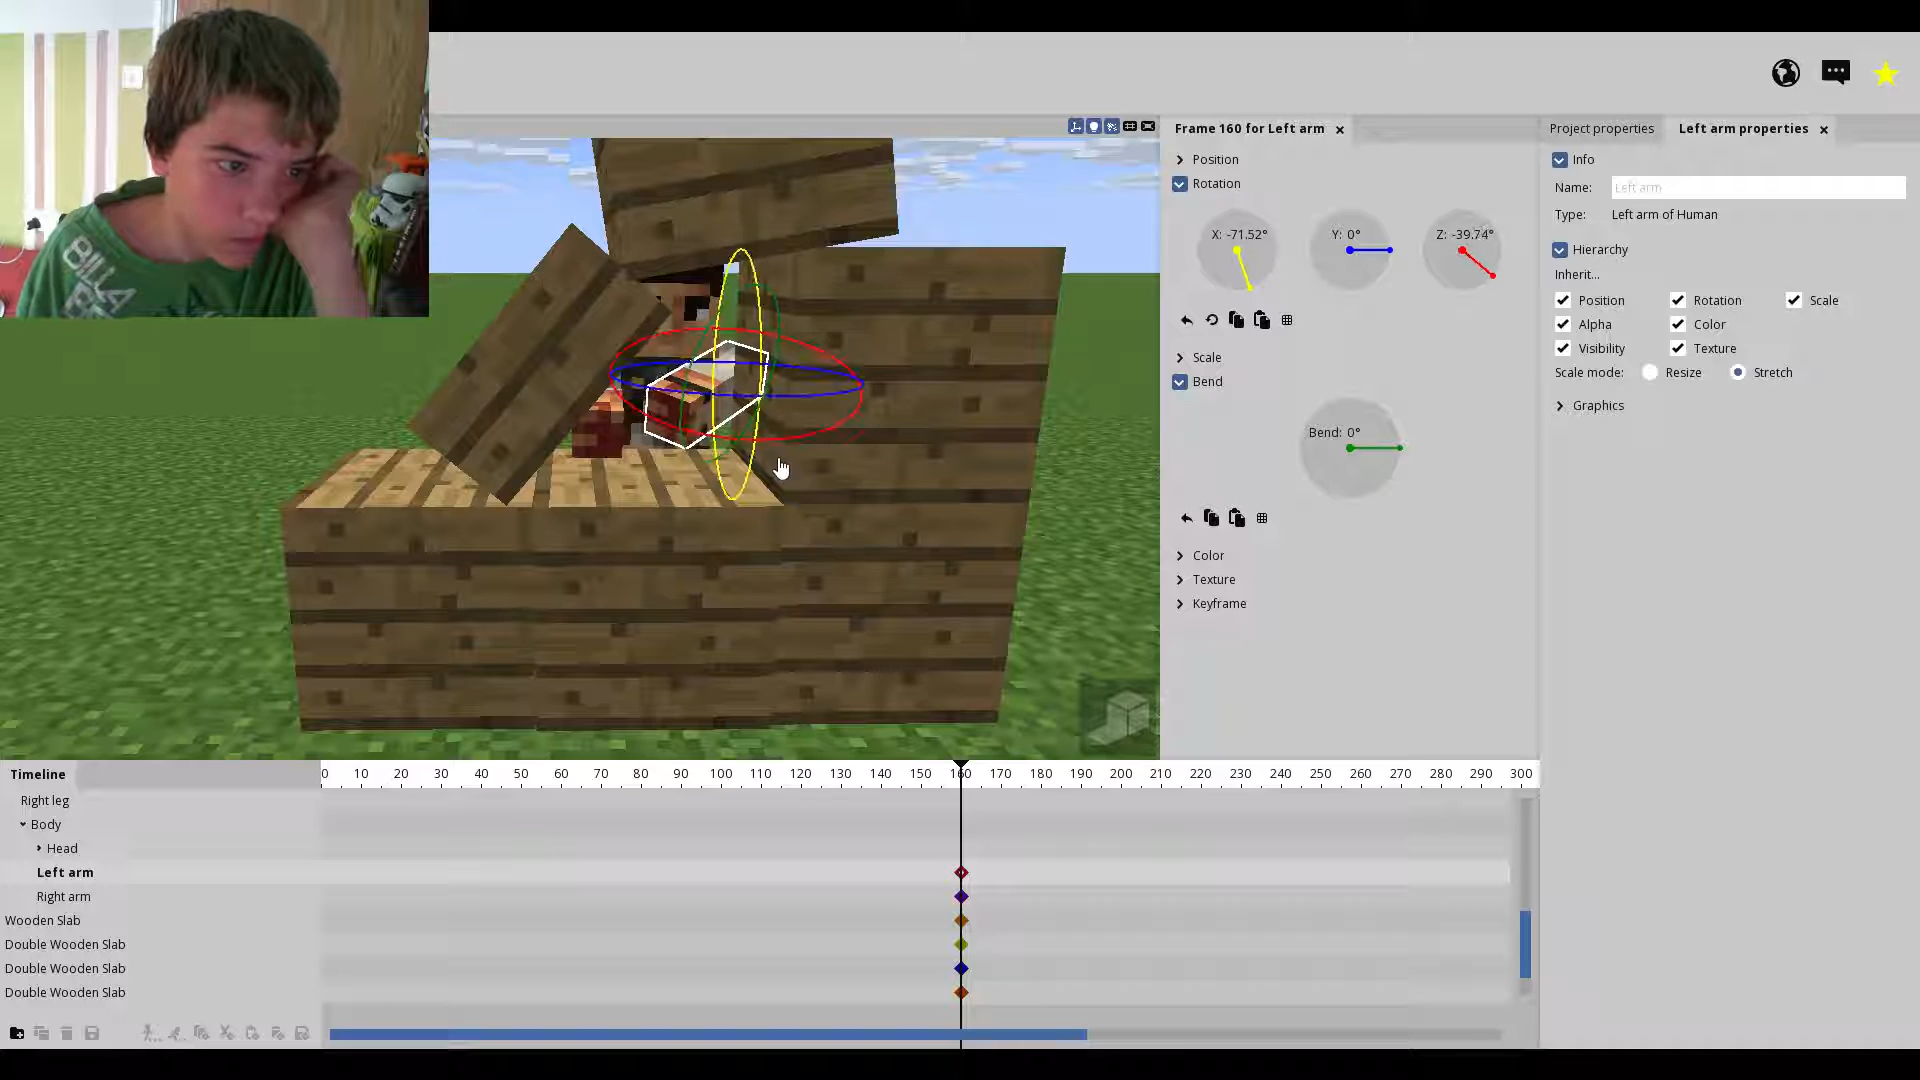 BILLA
Frame 160 for Left arm ×
Project properties
Left arm properties ×
Position
Info
Rotation
Name: Left arm
Type: Left arm of Human
X: -71.52°
Y: 0°
Z: -39.74°
Hierarchy
Inherit...
Position
Rotation
Scale
Alpha
Color
Visibility
Texture
Scale
Scale mode:
Resize
Stretch
Bend
Graphics
Bend: 0°
Color
Texture
Keyframe
Timeline
0 10 20 30 40 50 60 70 80 90 100 110 120 130 140 150 160 170 180 190 200 210 220 230 240 250 260 270 280 290 300
Right leg
Body
Head
Left arm
Right arm
Wooden Slab
Double Wooden Slab
Double Wooden Slab
Double Wooden Slab